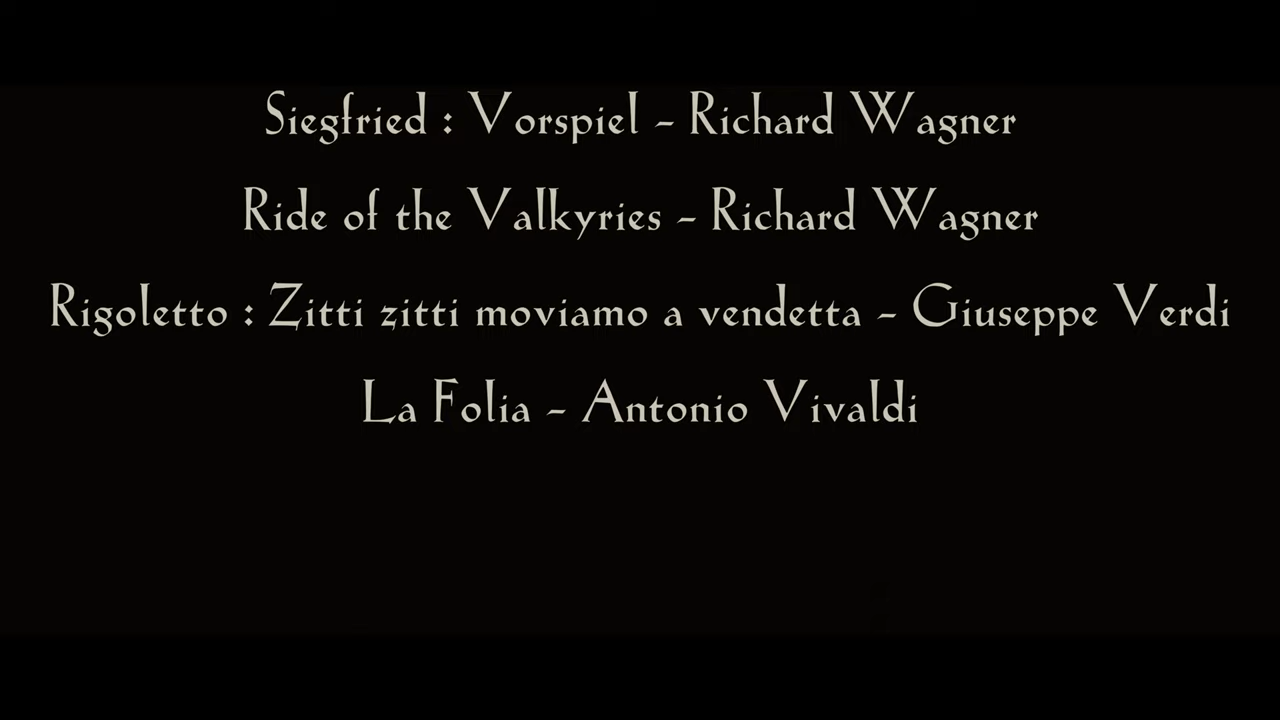 Siegfried : Vorspiel - Richard Wagner
Ride of the Valkyries - Richard Wagner
Rigoletto : Zitti zitti moviamo a vendetta - Giuseppe Verdi
La Folia - Antonio Vivaldi